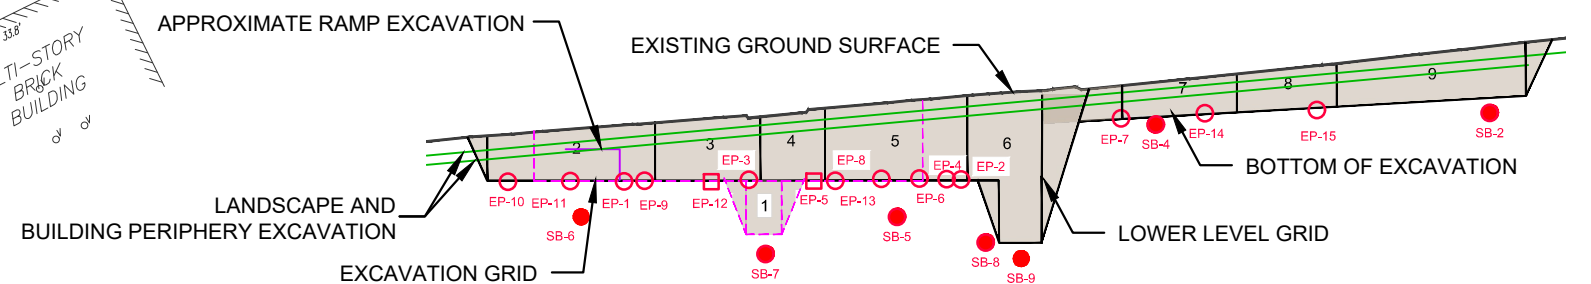 33.8'
TI-STORY
BRICK
BUILDING
APPROXIMATE RAMP EXCAVATION
EXISTING GROUND SURFACE
1
2
3
4
5
6
7
8
9
EP-3
EP-8
EP-4
EP-2
EP-7
SB-4
EP-14
EP-15
SB-2
EP-10
EP-11
EP-1
EP-9
EP-12
EP-5
EP-13
EP-6
SB-6
SB-7
SB-5
SB-8
SB-9
BOTTOM OF EXCAVATION
LANDSCAPE AND
BUILDING PERIPHERY EXCAVATION
EXCAVATION GRID
LOWER LEVEL GRID